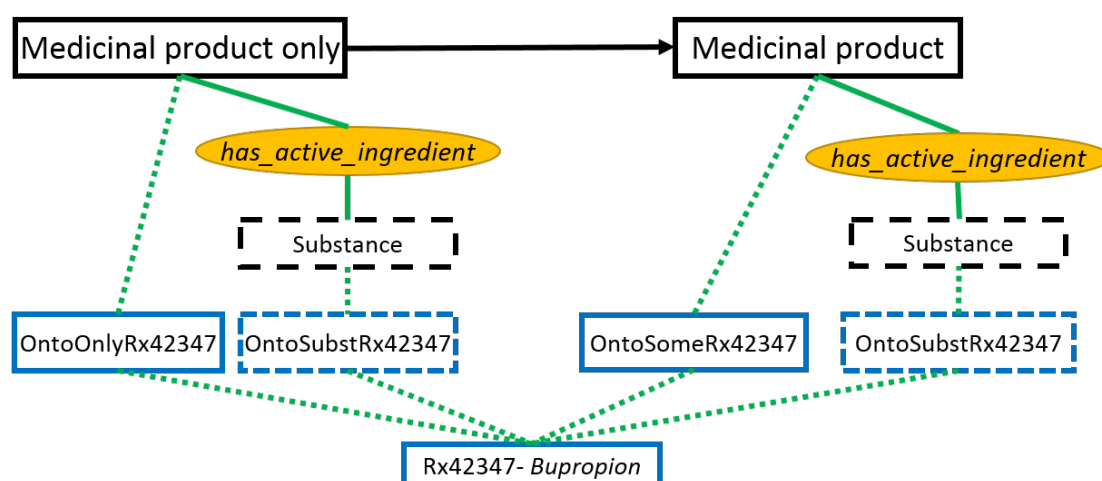 Medicinal product only
Medicinal product
has_active_ingredient
has_active_ingredient
Substance
Substance
OntoOnlyRx42347
OntoSubstRx42347
OntoSomeRx42347
OntoSubstRx42347
Rx42347- Bupropion